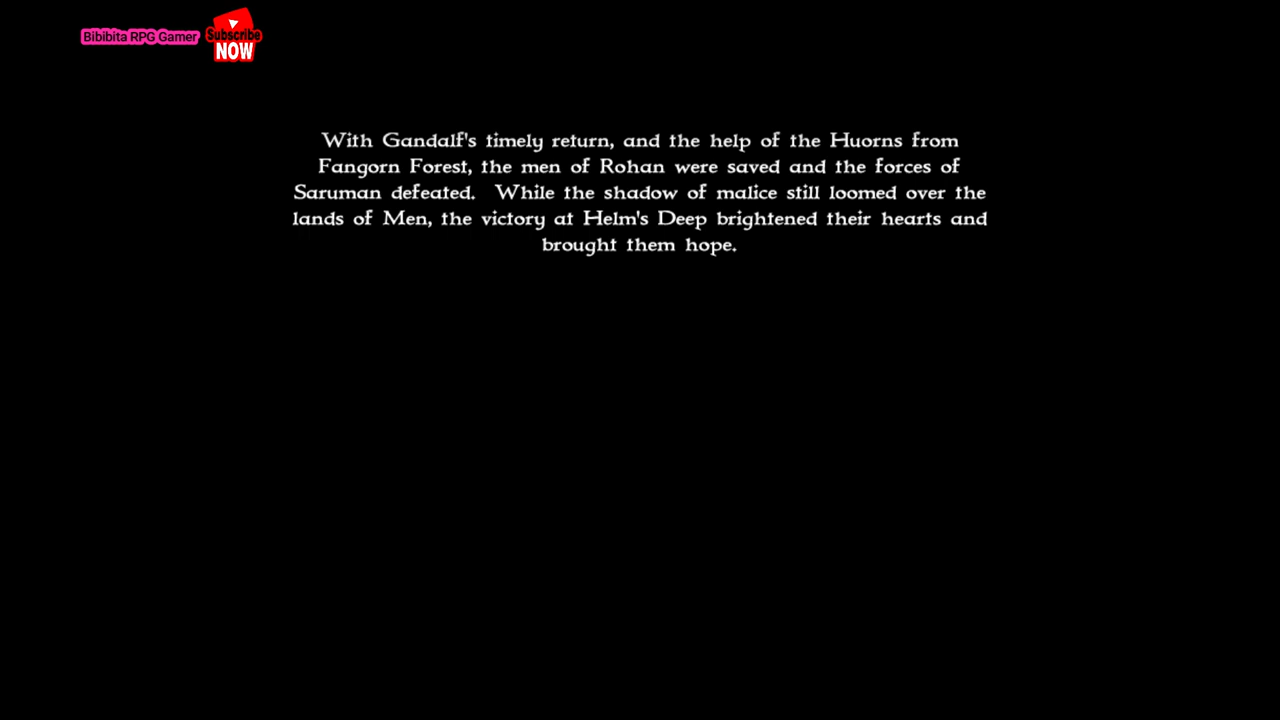 Bibibita RPG Gamer
Subscribe
NOW
With Gandalf's timely return, and the help of the Huorns from
Fangorn Forest, the men of Rohan were saved and the forces of
Saruman defeated.  While the shadow of malice still loomed over the
lands of Men, the victory at Helm's Deep brightened their hearts and
brought them hope.